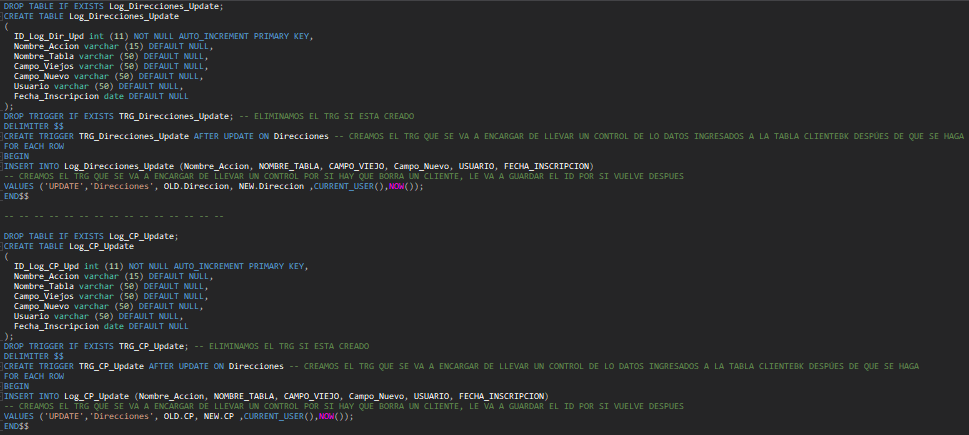 DROP TABLE IF EXISTS Log_Direcciones_Update;
CREATE TABLE Log_Direcciones_Update
(
ID_Log_Dir_Upd int (11) NOT NULL AUTO_INCREMENT PRIMARY KEY,
Nombre_Accion varchar (15) DEFAULT NULL,
Nombre_Tabla varchar (50) DEFAULT NULL,
Campo_Viejos varchar (50) DEFAULT NULL,
Campo_Nuevo varchar (50) DEFAULT NULL,
Usuario varchar (50) DEFAULT NULL,
Fecha_Inscripcion date DEFAULT NULL
);
DROP TRIGGER IF EXISTS TRG_Direcciones_Update; -- ELIMINAMOS EL TRG SI ESTA CREADO
DELIMITER $$
CREATE TRIGGER TRG_Direcciones_Update AFTER UPDATE ON Direcciones -- CREAMOS EL TRG QUE SE VA A ENCARGAR DE LLEVAR UN CONTROL DE LO DATOS INGRESADOS A LA TABLA CLIENTEBK DESPÚES DE QUE SE HAGA
FOR EACH ROW
BEGIN
INSERT INTO Log_Direcciones_Update (Nombre_Accion, NOMBRE_TABLA, CAMPO_VIEJO, Campo_Nuevo, USUARIO, FECHA_INSCRIPCION)
-- CREAMOS EL TRG QUE SE VA A ENCARGAR DE LLEVAR UN CONTROL POR SI HAY QUE BORRA UN CLIENTE, LE VA A GUARDAR EL ID POR SI VUELVE DESPUES
VALUES ('UPDATE','Direcciones', OLD.Direccion, NEW.Direccion ,CURRENT_USER(),NOW());
END$$
-- -- -- -- -- -- -- -- -- -- -- -- -- -- --
DROP TABLE IF EXISTS Log_CP_Update;
CREATE TABLE Log_CP_Update
(
ID_Log_CP_Upd int (11) NOT NULL AUTO_INCREMENT PRIMARY KEY,
Nombre_Accion varchar (15) DEFAULT NULL,
Nombre_Tabla varchar (50) DEFAULT NULL,
Campo_Viejos varchar (50) DEFAULT NULL,
Campo_Nuevo varchar (50) DEFAULT NULL,
Usuario varchar (50) DEFAULT NULL,
Fecha_Inscripcion date DEFAULT NULL
);
DROP TRIGGER IF EXISTS TRG_CP_Update; -- ELIMINAMOS EL TRG SI ESTA CREADO
DELIMITER $$
CREATE TRIGGER TRG_CP_Update AFTER UPDATE ON Direcciones -- CREAMOS EL TRG QUE SE VA A ENCARGAR DE LLEVAR UN CONTROL DE LO DATOS INGRESADOS A LA TABLA CLIENTEBK DESPÚES DE QUE SE HAGA
FOR EACH ROW
BEGIN
INSERT INTO Log_CP_Update (Nombre_Accion, NOMBRE_TABLA, CAMPO_VIEJO, Campo_Nuevo, USUARIO, FECHA_INSCRIPCION)
-- CREAMOS EL TRG QUE SE VA A ENCARGAR DE LLEVAR UN CONTROL POR SI HAY QUE BORRA UN CLIENTE, LE VA A GUARDAR EL ID POR SI VUELVE DESPUES
VALUES ('UPDATE','Direcciones', OLD.CP, NEW.CP ,CURRENT_USER(),NOW());
END$$